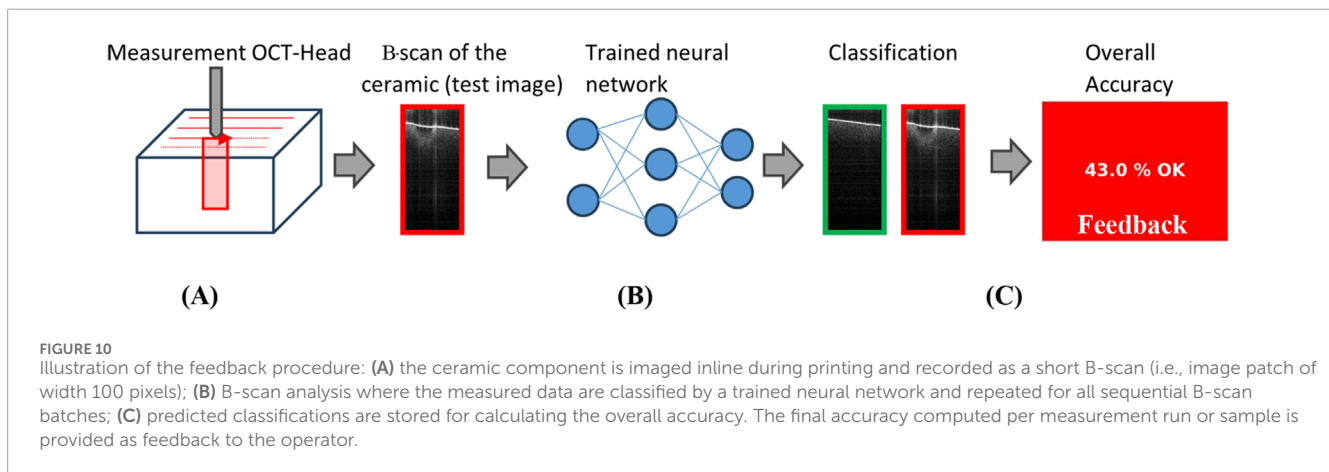 Measurement OCT-Head
B-scan of the
ceramic (test image)
Trained neural
network
Classification
Overall
Accuracy
43.0 % OK
Feedback
(A)
(B)
(C)
FIGURE 10
Illustration of the feedback procedure: (A) the ceramic component is imaged inline during printing and recorded as a short B-scan (i.e., image patch of
width 100 pixels); (B) B-scan analysis where the measured data are classified by a trained neural network and repeated for all sequential B-scan
batches; (C) predicted classifications are stored for calculating the overall accuracy. The final accuracy computed per measurement run or sample is
provided as feedback to the operator.